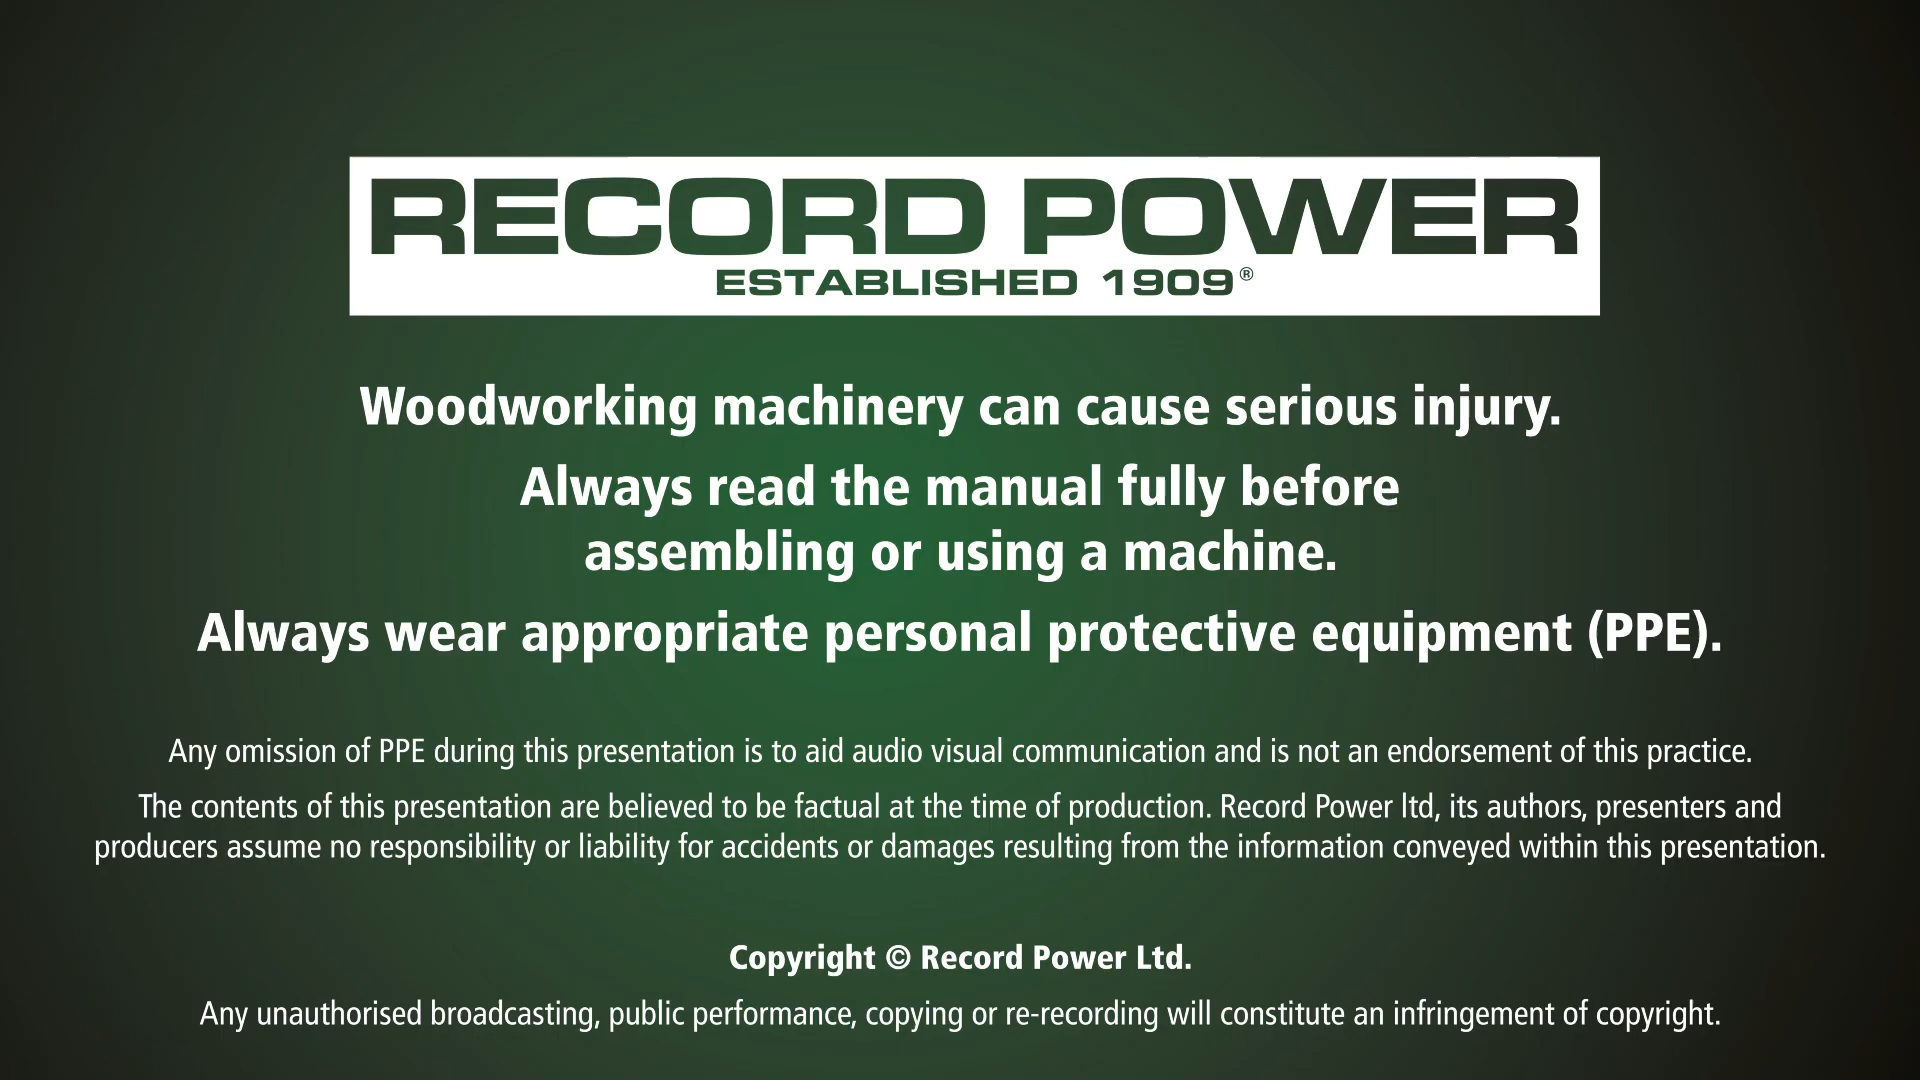 RECORD POWER
ESTABLISHED 1909®
Woodworking machinery can cause serious injury.
Always read the manual fully before
assembling or using a machine.
Always wear appropriate personal protective equipment (PPE).
Any omission of PPE during this presentation is to aid audio visual communication and is not an endorsement of this practice.
The contents of this presentation are believed to be factual at the time of production. Record Power ltd, its authors, presenters and
producers assume no responsibility or liability for accidents or damages resulting from the information conveyed within this presentation.
Copyright © Record Power Ltd.
Any unauthorised broadcasting, public performance, copying or re-recording will constitute an infringement of copyright.